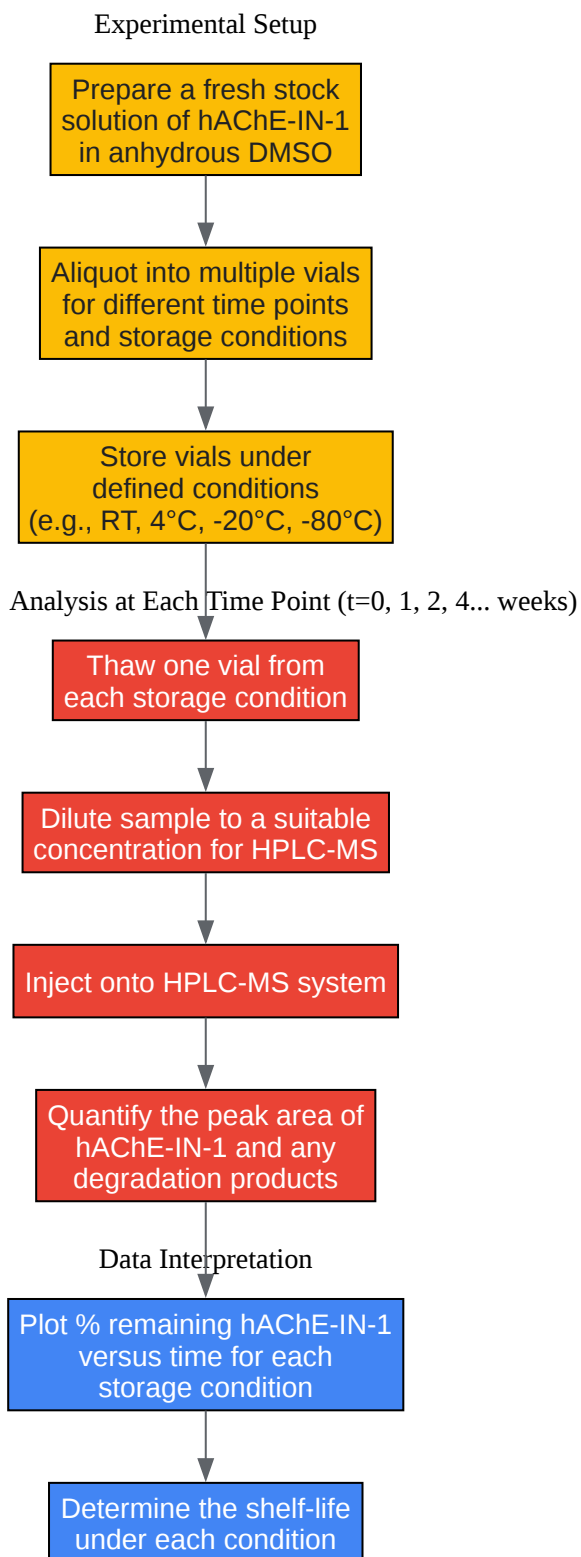 Experimental Setup
Prepare a fresh stock
solution of hAChE-IN-1
in anhydrous DMSO
Aliquot into multiple vials
for different time points
and storage conditions
Store vials under
defined conditions
(e.g., RT, 4°C, -20°C, -80°C)
Analysis at Each Time Point (t=0, 1, 2, 4... weeks)
Thaw one vial from
each storage condition
Dilute sample to a suitable
concentration for HPLC-MS
Inject onto HPLC-MS system
Quantify the peak area of
hAChE-IN-1 and any
degradation products
Data Interpretation
Plot % remaining hAChE-IN-1
versus time for each
storage condition
Determine the shelf-life
under each condition